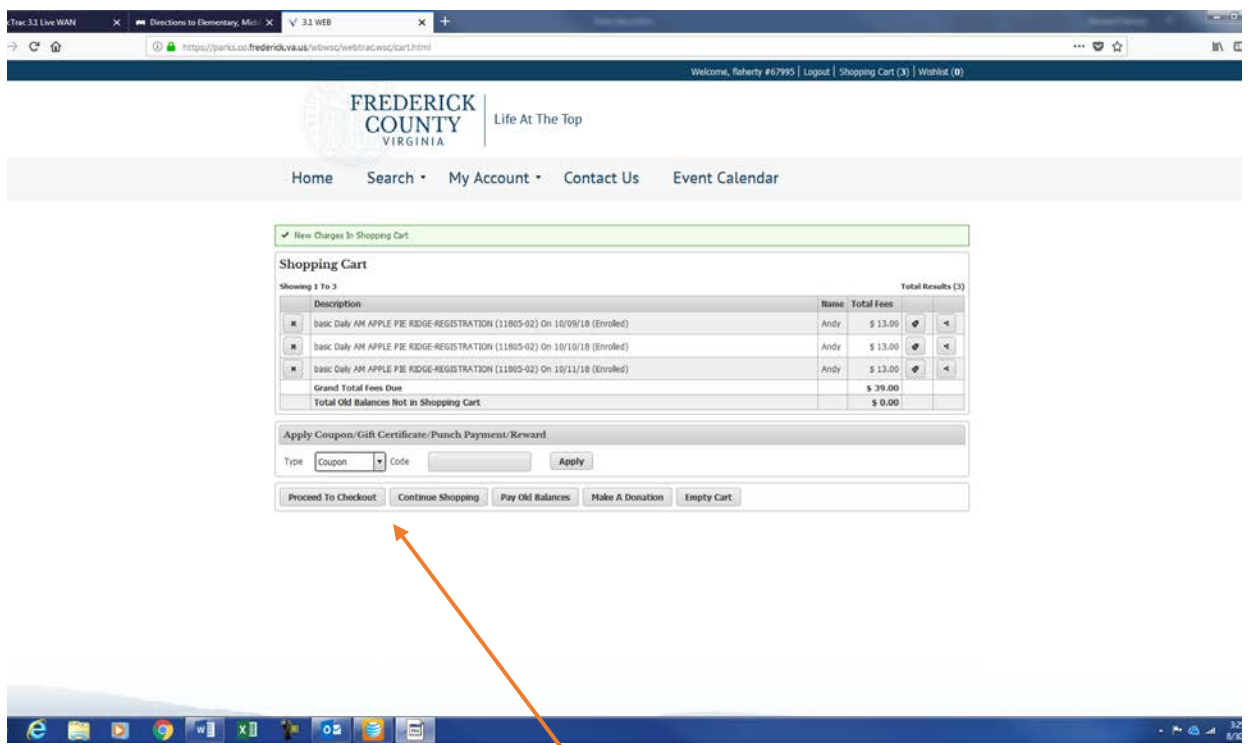 cTrac 3.1 Live WAN
Directions to Elementary, Midd
3.1 WEB
https://parks.co.frederick.va.us/wbwsc/webtrac.wsc/cart.html
Welcome, flaherty #67995 | Logout | Shopping Cart (3) | Wishlist (0)
FREDERICK
COUNTY
VIRGINIA
Life At The Top
Home Search My Account Contact Us Event Calendar
New Charges In Shopping Cart
Shopping Cart
Showing 1 To 3 Total Results (3)
Description Name Total Fees
basic Daily AM APPLE PIE RIDGE-REGISTRATION (11805-02) On 10/09/18 (Enrolled) Andy $ 13.00
basic Daily AM APPLE PIE RIDGE-REGISTRATION (11805-02) On 10/10/18 (Enrolled) Andy $ 13.00
basic Daily AM APPLE PIE RIDGE-REGISTRATION (11805-02) On 10/11/18 (Enrolled) Andy $ 13.00
Grand Total Fees Due $ 39.00
Total Old Balances Not in Shopping Cart $ 0.00
Apply Coupon/Gift Certificate/Punch Payment/Reward
Type Coupon Code Apply
Proceed To Checkout Continue Shopping Pay Old Balances Make A Donation Empty Cart